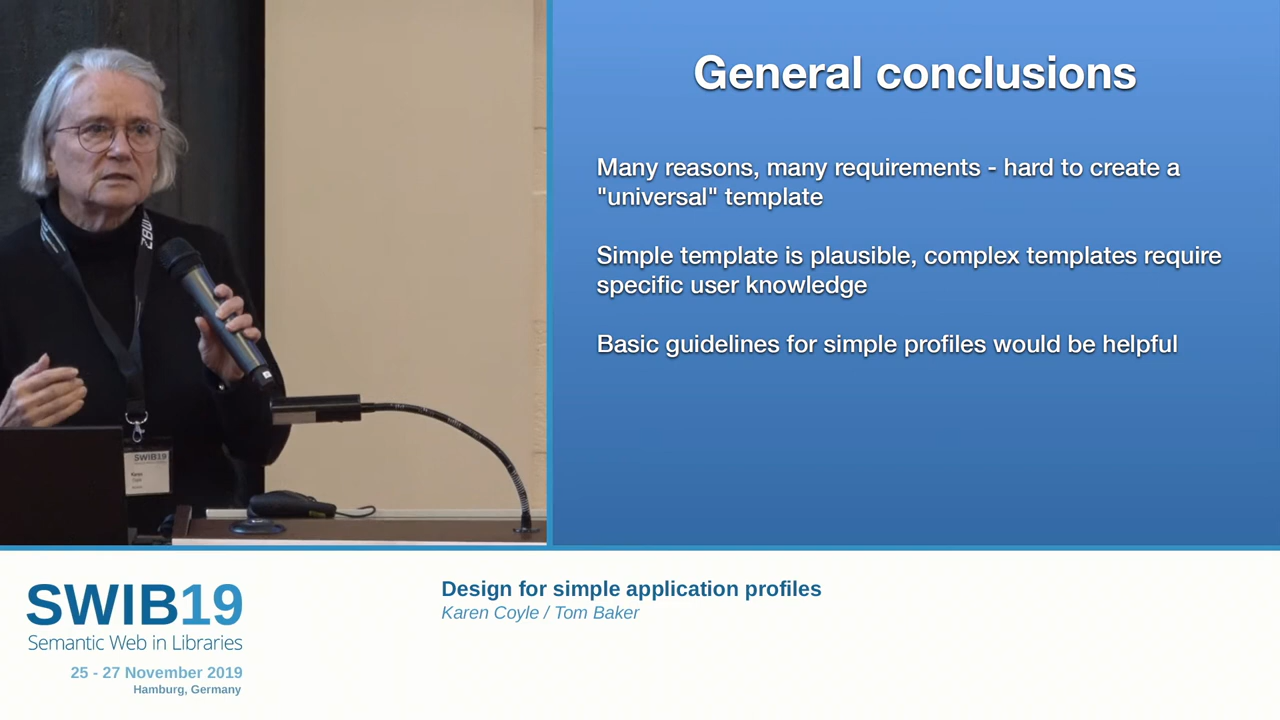 General conclusions
Many reasons, many requirements - hard to create a
"universal" template
Simple template is plausible, complex templates require
specific user knowledge
Basic guidelines for simple profiles would be helpful
ZBW
SWIB19
Karen
SWIB19
Semantic Web in Libraries
25 - 27 November 2019
Hamburg, Germany
Design for simple application profiles
Karen Coyle / Tom Baker